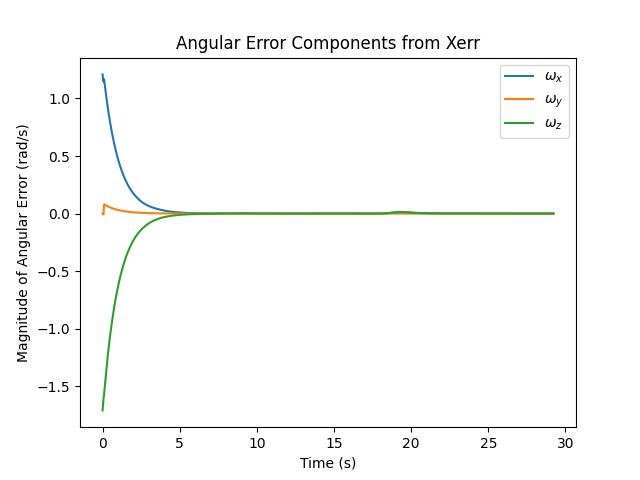 Angular Error Components from Xerr
Magnitude of Angular Error (rad/s)
1.0
0.5
0.0
−0.5
−1.0
−1.5
ωx
ωy
ωz
0 5 10 15 20 25 30
Time (s)